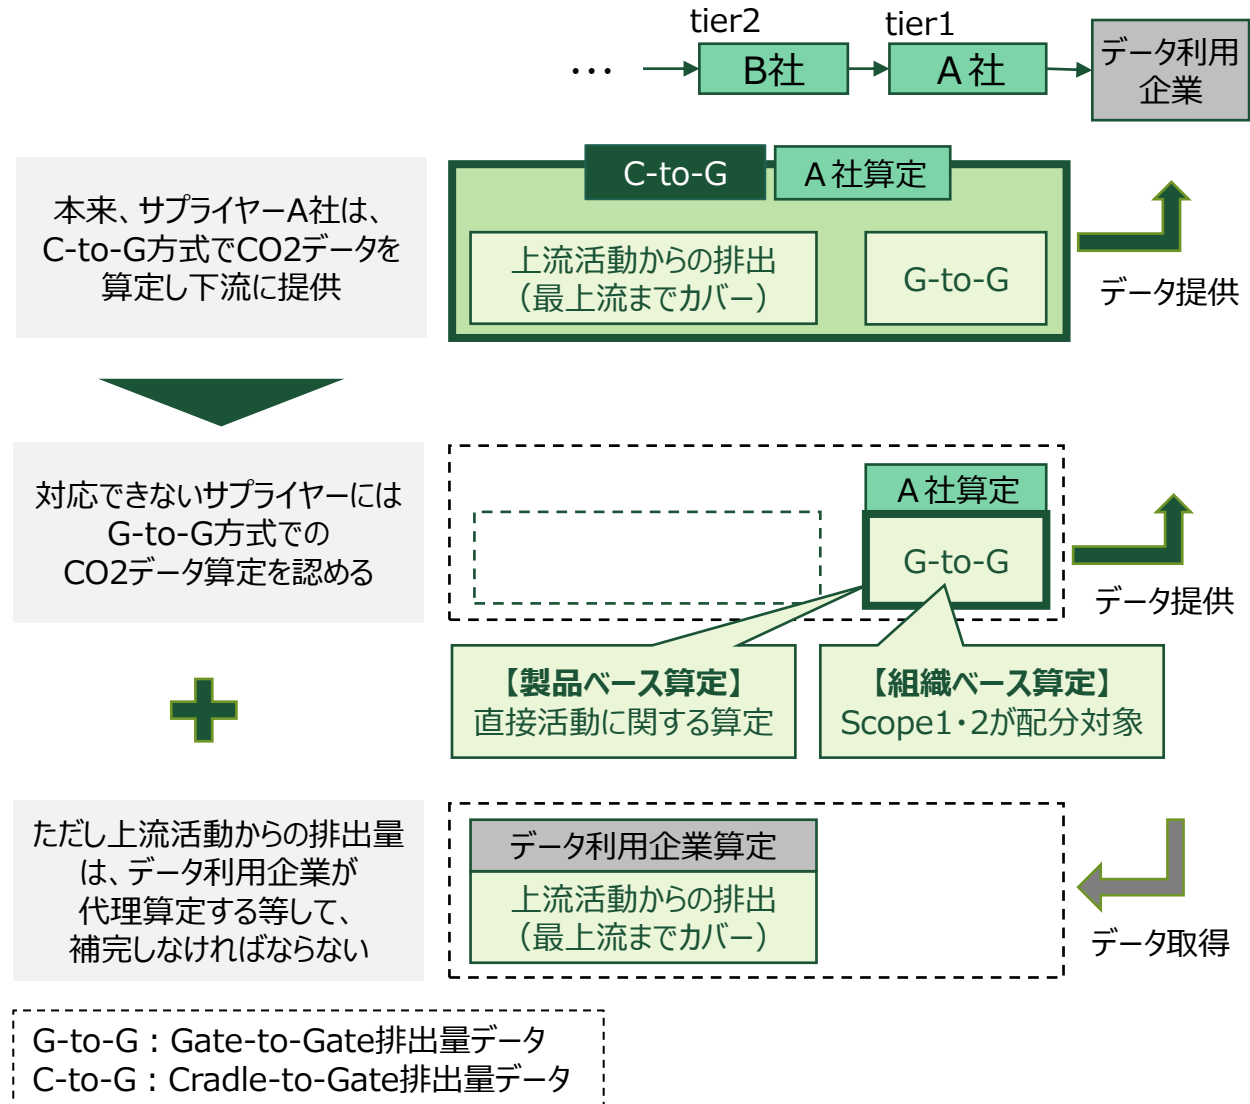 tier2
tier1
…
B社
A社
データ利用
企業
本来、サプライヤーA社は、
C-to-G方式でCO2データを
算定し下流に提供
C-to-G
A社算定
上流活動からの排出
（最上流までカバー）
G-to-G
データ提供
対応できないサプライヤーには
G-to-G方式での
CO2データ算定を認める
A社算定
G-to-G
データ提供
【製品ベース算定】
直接活動に関する算定
【組織ベース算定】
Scope1・2が配分対象
ただし上流活動からの排出量
は、データ利用企業が
代理算定する等して、
補完しなければならない
データ利用企業算定
上流活動からの排出
（最上流までカバー）
データ取得
G-to-G：Gate-to-Gate排出量データ
C-to-G：Cradle-to-Gate排出量データ